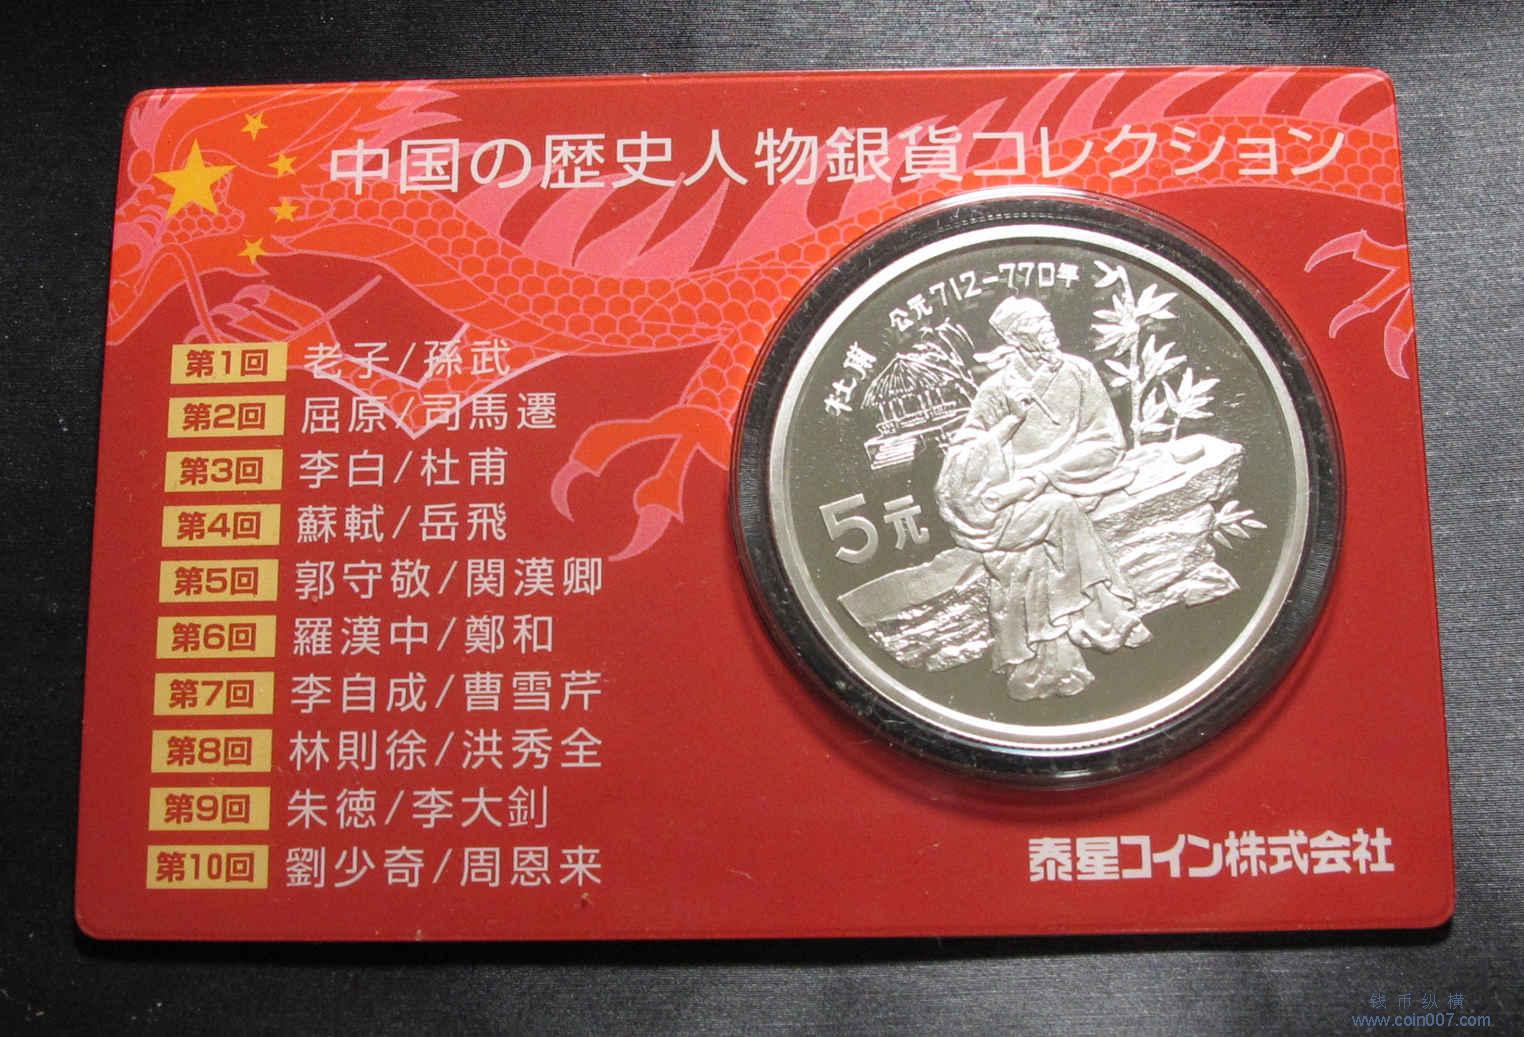 中国の歴史人物銀貨コレクション
第1回 老子/孫武
第2回 屈原/司馬遷
第3回 李白/杜甫
第4回 蘇軾/岳飛
第5回 郭守敬/関漢卿
第6回 羅漢中/鄭和
第7回 李自成/曹雪芹
第8回 林則徐/洪秀全
第9回 朱徳/李大釗
第10回 劉少奇/周恩来
公元712-770年
杜甫
5元
泰星コイン株式会社
钱币纵横
www.coin007.com